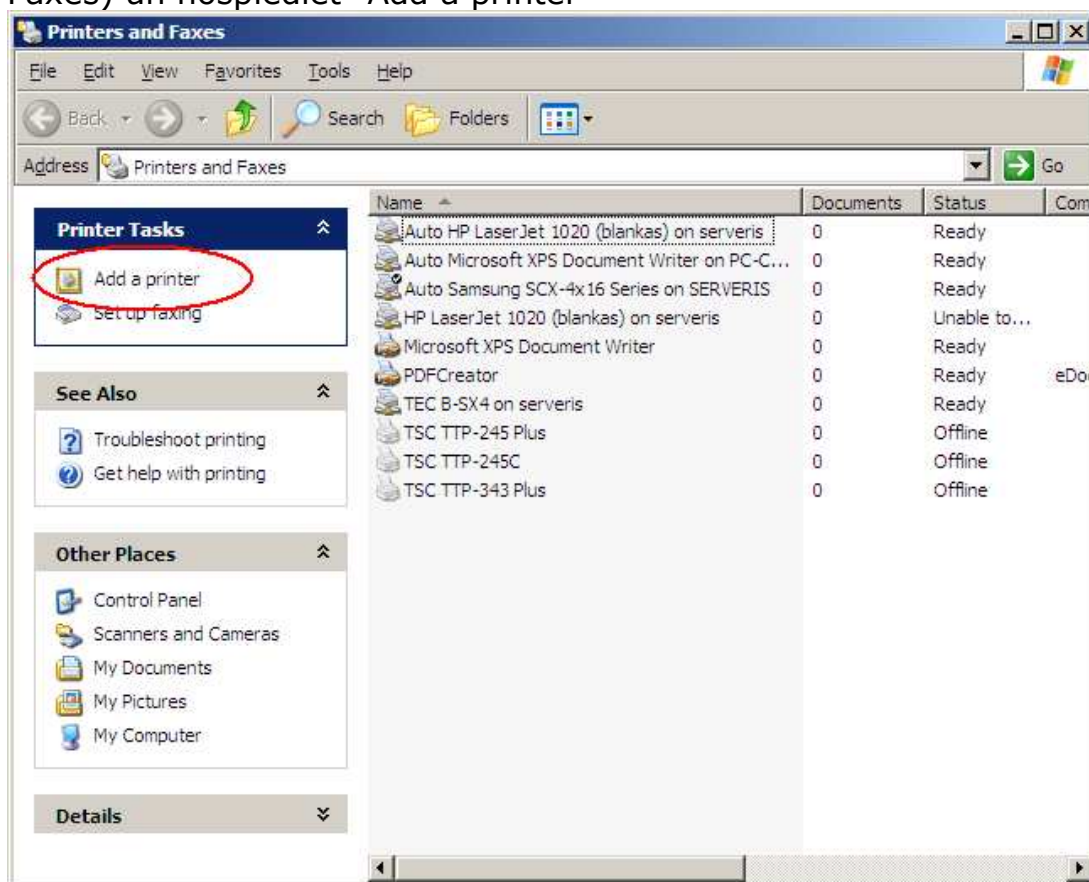 Printers and Faxes
File Edit View Favorites Tools Help
Back Search Folders
Address Printers and Faxes Go
Printer Tasks
Add a printer
Set up faxing
See Also
Troubleshoot printing
Get help with printing
Other Places
Control Panel
Scanners and Cameras
My Documents
My Pictures
My Computer
Details
Name Documents Status Com
Auto HP LaserJet 1020 (blankas) on serveris 0 Ready
Auto Microsoft XPS Document Writer on PC-C... 0 Ready
Auto Samsung SCX-4x16 Series on SERVERIS 0 Ready
HP LaserJet 1020 (blankas) on serveris 0 Unable to...
Microsoft XPS Document Writer 0 Ready
PDFCreator 0 Ready eDo
TEC B-SX4 on serveris 0 Ready
TSC TTP-245 Plus 0 Offline
TSC TTP-245C 0 Offline
TSC TTP-343 Plus 0 Offline